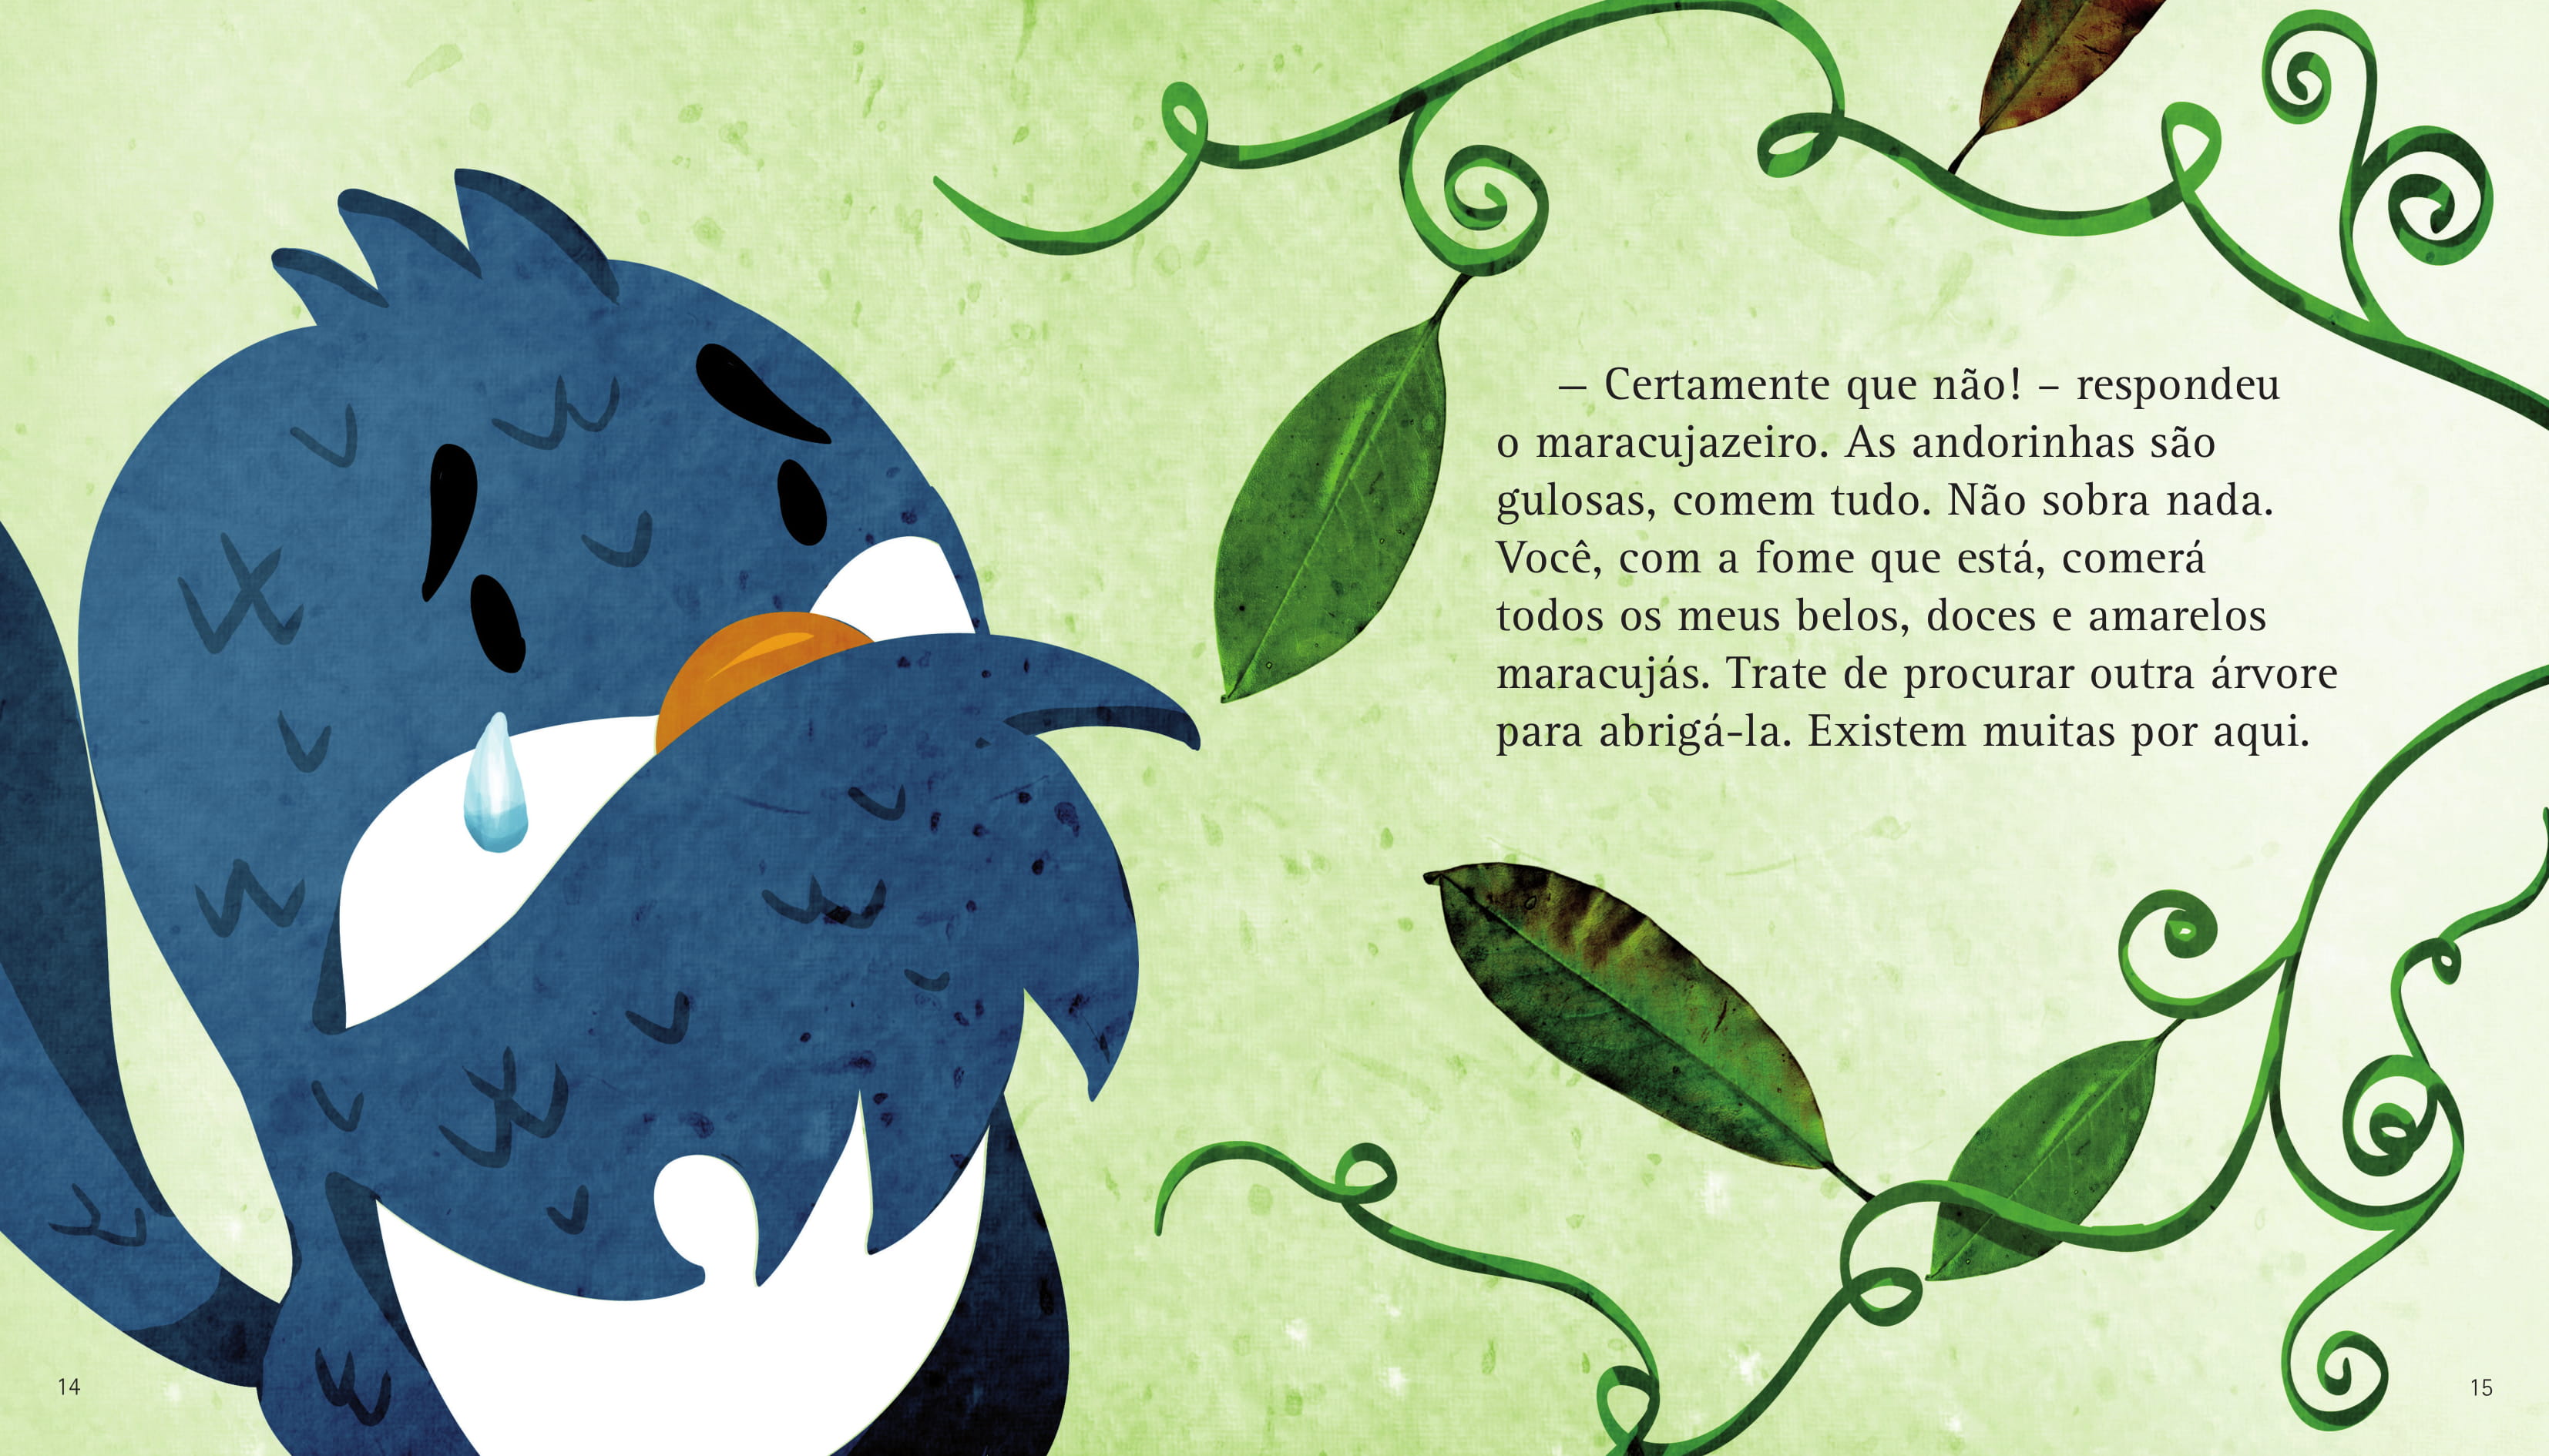 – Certamente que não! – respondeu
o maracujazeiro. As andorinhas são
gulosas, comem tudo. Não sobra nada.
Você, com a fome que está, comerá
todos os meus belos, doces e amarelos
maracujás. Trate de procurar outra árvore
para abrigá-la. Existem muitas por aqui.
14
15